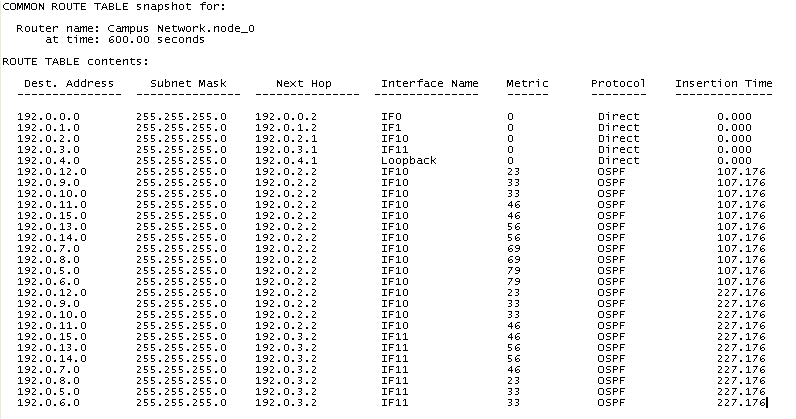 COMMON ROUTE TABLE snapshot for:
Router name: Campus Network.node_0
at time: 600.00 seconds
ROUTE TABLE contents:
Dest. Address Subnet Mask Next Hop Interface Name Metric Protocol Insertion Time
--------------- --------------- --------------- --------------- ------ -------- --------------
192.0.0.0 255.255.255.0 192.0.0.2 IF0 0 Direct 0.000
192.0.1.0 255.255.255.0 192.0.1.2 IF1 0 Direct 0.000
192.0.2.0 255.255.255.0 192.0.2.1 IF10 0 Direct 0.000
192.0.3.0 255.255.255.0 192.0.3.1 IF11 0 Direct 0.000
192.0.4.0 255.255.255.0 192.0.4.1 Loopback 0 Direct 0.000
192.0.12.0 255.255.255.0 192.0.2.2 IF10 23 OSPF 107.176
192.0.9.0 255.255.255.0 192.0.2.2 IF10 33 OSPF 107.176
192.0.10.0 255.255.255.0 192.0.2.2 IF10 33 OSPF 107.176
192.0.11.0 255.255.255.0 192.0.2.2 IF10 46 OSPF 107.176
192.0.15.0 255.255.255.0 192.0.2.2 IF10 46 OSPF 107.176
192.0.13.0 255.255.255.0 192.0.2.2 IF10 56 OSPF 107.176
192.0.14.0 255.255.255.0 192.0.2.2 IF10 56 OSPF 107.176
192.0.7.0 255.255.255.0 192.0.2.2 IF10 69 OSPF 107.176
192.0.8.0 255.255.255.0 192.0.2.2 IF10 69 OSPF 107.176
192.0.5.0 255.255.255.0 192.0.2.2 IF10 79 OSPF 107.176
192.0.6.0 255.255.255.0 192.0.2.2 IF10 79 OSPF 107.176
192.0.12.0 255.255.255.0 192.0.2.2 IF10 23 OSPF 227.176
192.0.9.0 255.255.255.0 192.0.2.2 IF10 33 OSPF 227.176
192.0.10.0 255.255.255.0 192.0.2.2 IF10 33 OSPF 227.176
192.0.11.0 255.255.255.0 192.0.2.2 IF10 46 OSPF 227.176
192.0.15.0 255.255.255.0 192.0.3.2 IF11 46 OSPF 227.176
192.0.13.0 255.255.255.0 192.0.3.2 IF11 56 OSPF 227.176
192.0.14.0 255.255.255.0 192.0.3.2 IF11 56 OSPF 227.176
192.0.7.0 255.255.255.0 192.0.3.2 IF11 46 OSPF 227.176
192.0.8.0 255.255.255.0 192.0.3.2 IF11 23 OSPF 227.176
192.0.5.0 255.255.255.0 192.0.3.2 IF11 33 OSPF 227.176
192.0.6.0 255.255.255.0 192.0.3.2 IF11 33 OSPF 227.176